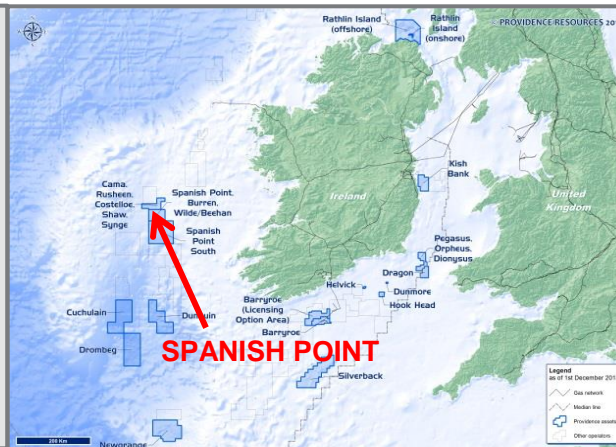 PROVIDENCE RESOURCES 201
Rathlin Island
(offshore)
Rathlin
Island
(onshore)
Kish
Bank
Cama,
Rusheen,
Costelloe,
Shaw,
Synge
Spanish Point,
Burren,
Wilde/Beehan
Spanish
Point
South
Ireland
United
Kingdom
Pegasus,
Orpheus,
Dionysus
Dragon
Helvick
Dunmore
Hook Head
Barryroe
(Licensing
Option Area)
Barryroe
Cuchulain
Dunquin
Drombeg
SPANISH POINT
Silverback
Newgrange
200 Km
Legend
as of 1st December 201
Gas network
Median line
Providence assets
Other operators